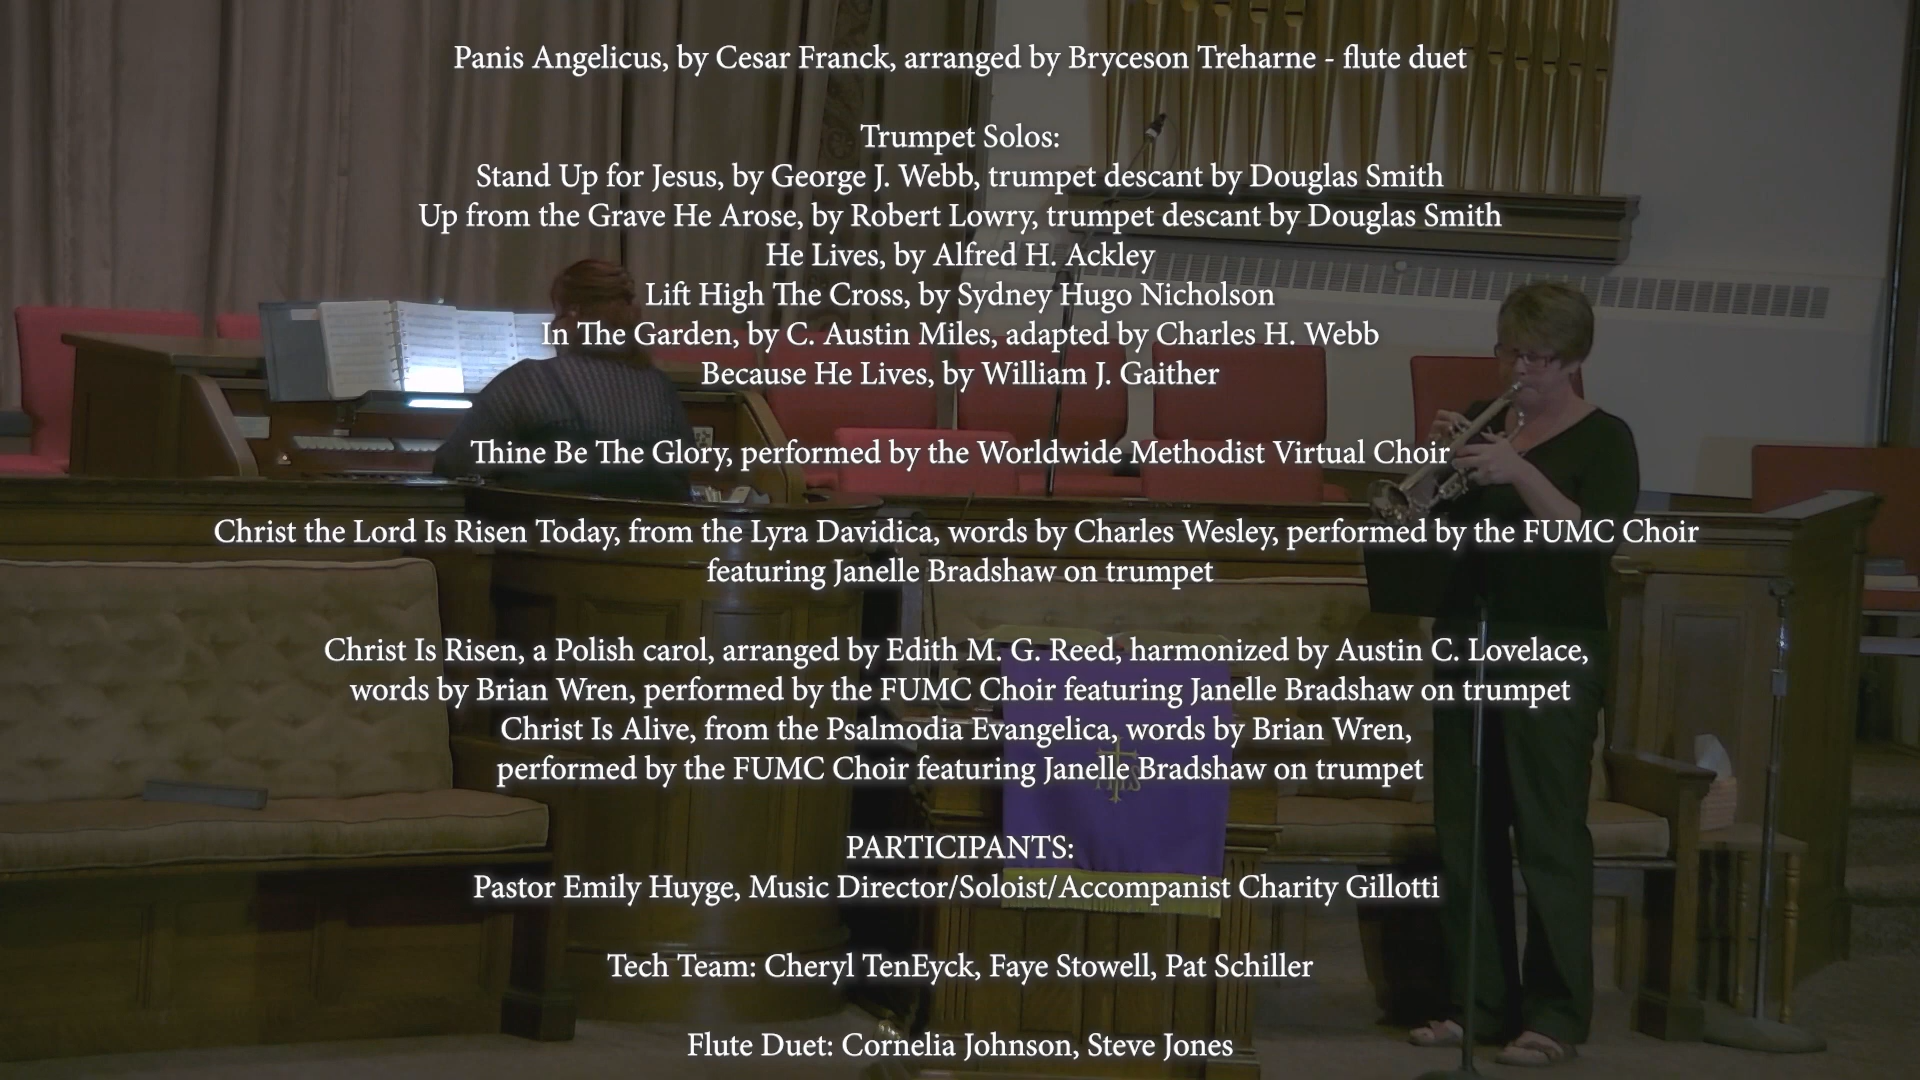 Panis Angelicus, by Cesar Franck, arranged by Bryceson Treharne - flute duet
Trumpet Solos:
Stand Up for Jesus, by George J. Webb, trumpet descant by Douglas Smith
Up from the Grave He Arose, by Robert Lowry, trumpet descant by Douglas Smith
He Lives, by Alfred H. Ackley
Lift High The Cross, by Sydney Hugo Nicholson
In The Garden, by C. Austin Miles, adapted by Charles H. Webb
Because He Lives, by William J. Gaither
Thine Be The Glory, performed by the Worldwide Methodist Virtual Choir
Christ the Lord Is Risen Today, from the Lyra Davidica, words by Charles Wesley, performed by the FUMC Choir
featuring Janelle Bradshaw on trumpet
Christ Is Risen, a Polish carol, arranged by Edith M. G. Reed, harmonized by Austin C. Lovelace,
words by Brian Wren, performed by the FUMC Choir featuring Janelle Bradshaw on trumpet
Christ Is Alive, from the Psalmodia Evangelica, words by Brian Wren,
performed by the FUMC Choir featuring Janelle Bradshaw on trumpet
PARTICIPANTS:
Pastor Emily Huyge, Music Director/Soloist/Accompanist Charity Gillotti
Tech Team: Cheryl TenEyck, Faye Stowell, Pat Schiller
Flute Duet: Cornelia Johnson, Steve Jones